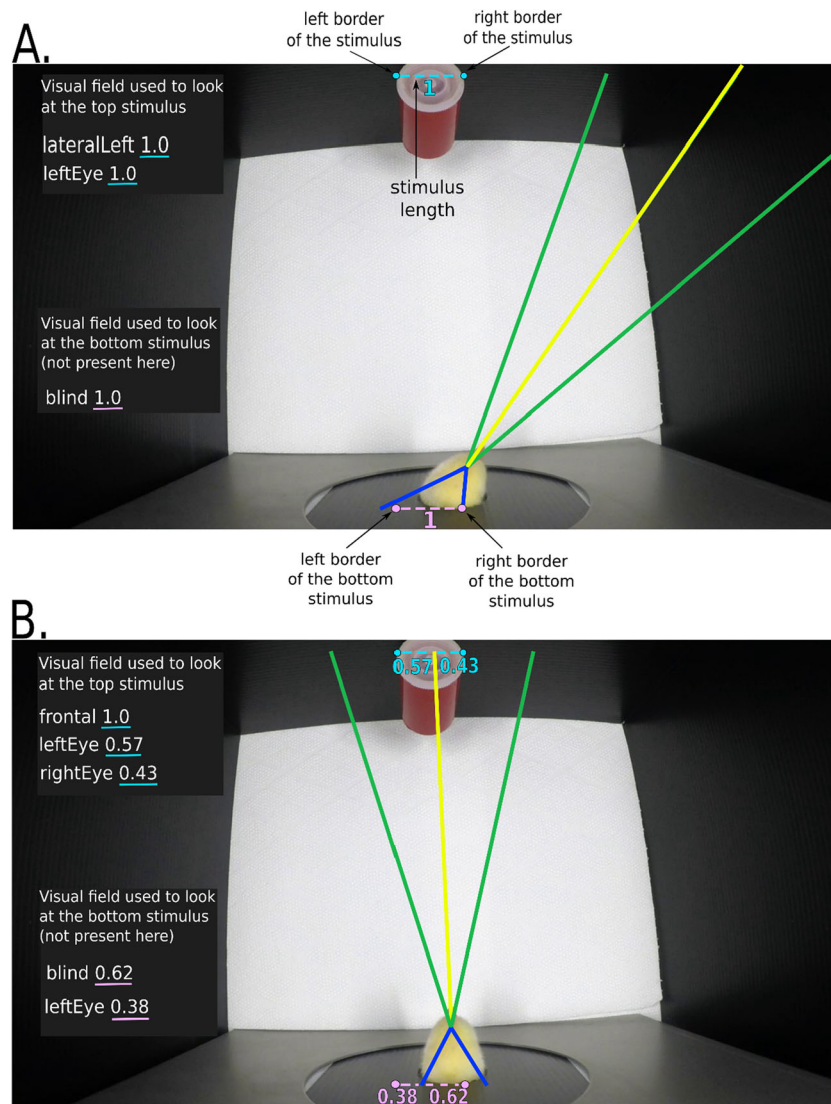 A.
left border
of the stimulus
right border
of the stimulus
Visual field used to look
at the top stimulus
lateralLeft 1.0
leftEye 1.0
1
stimulus
length
Visual field used to look
at the bottom stimulus
(not present here)
blind 1.0
1
left border
of the bottom
stimulus
right border
of the bottom
stimulus
B.
Visual field used to look
at the top stimulus
frontal 1.0
leftEye 0.57
rightEye 0.43
0.57 0.43
Visual field used to look
at the bottom stimulus
(not present here)
blind 0.62
leftEye 0.38
0.38 0.62